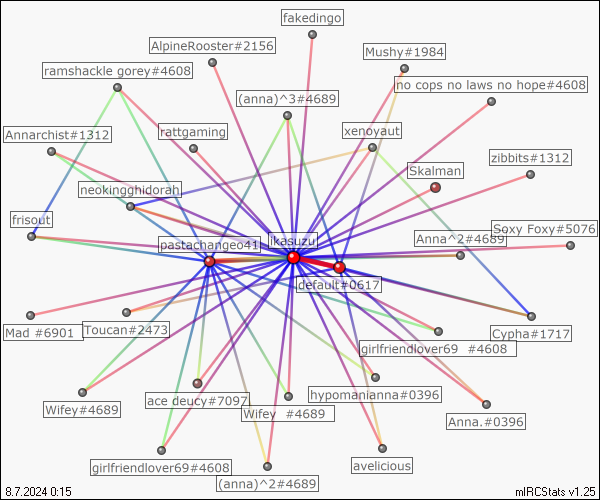 fakedingo
AlpineRooster#2156
Mushy#1984
ramshackle gorey#4608
no cops no laws no hope#4608
(anna)^3#4689
Annarchist#1312
rattgaming
xenoyaut
zibbits#1312
Skalman
neokingghidorah
frisout
Soxy Foxy#5076
pastachangeo41
ikasuzu
Anna^2#4689
default#0617
Mad #6901
Toucan#2473
Cypha#1717
girlfriendlover69 #4608
hypomanianna#0396
ace deucy#7097
Wifey#4689
Wifey #4689
Anna.#0396
girlfriendlover69#4608
avelicious
(anna)^2#4689
8.7.2024 0:15
mIRCStats v1.25